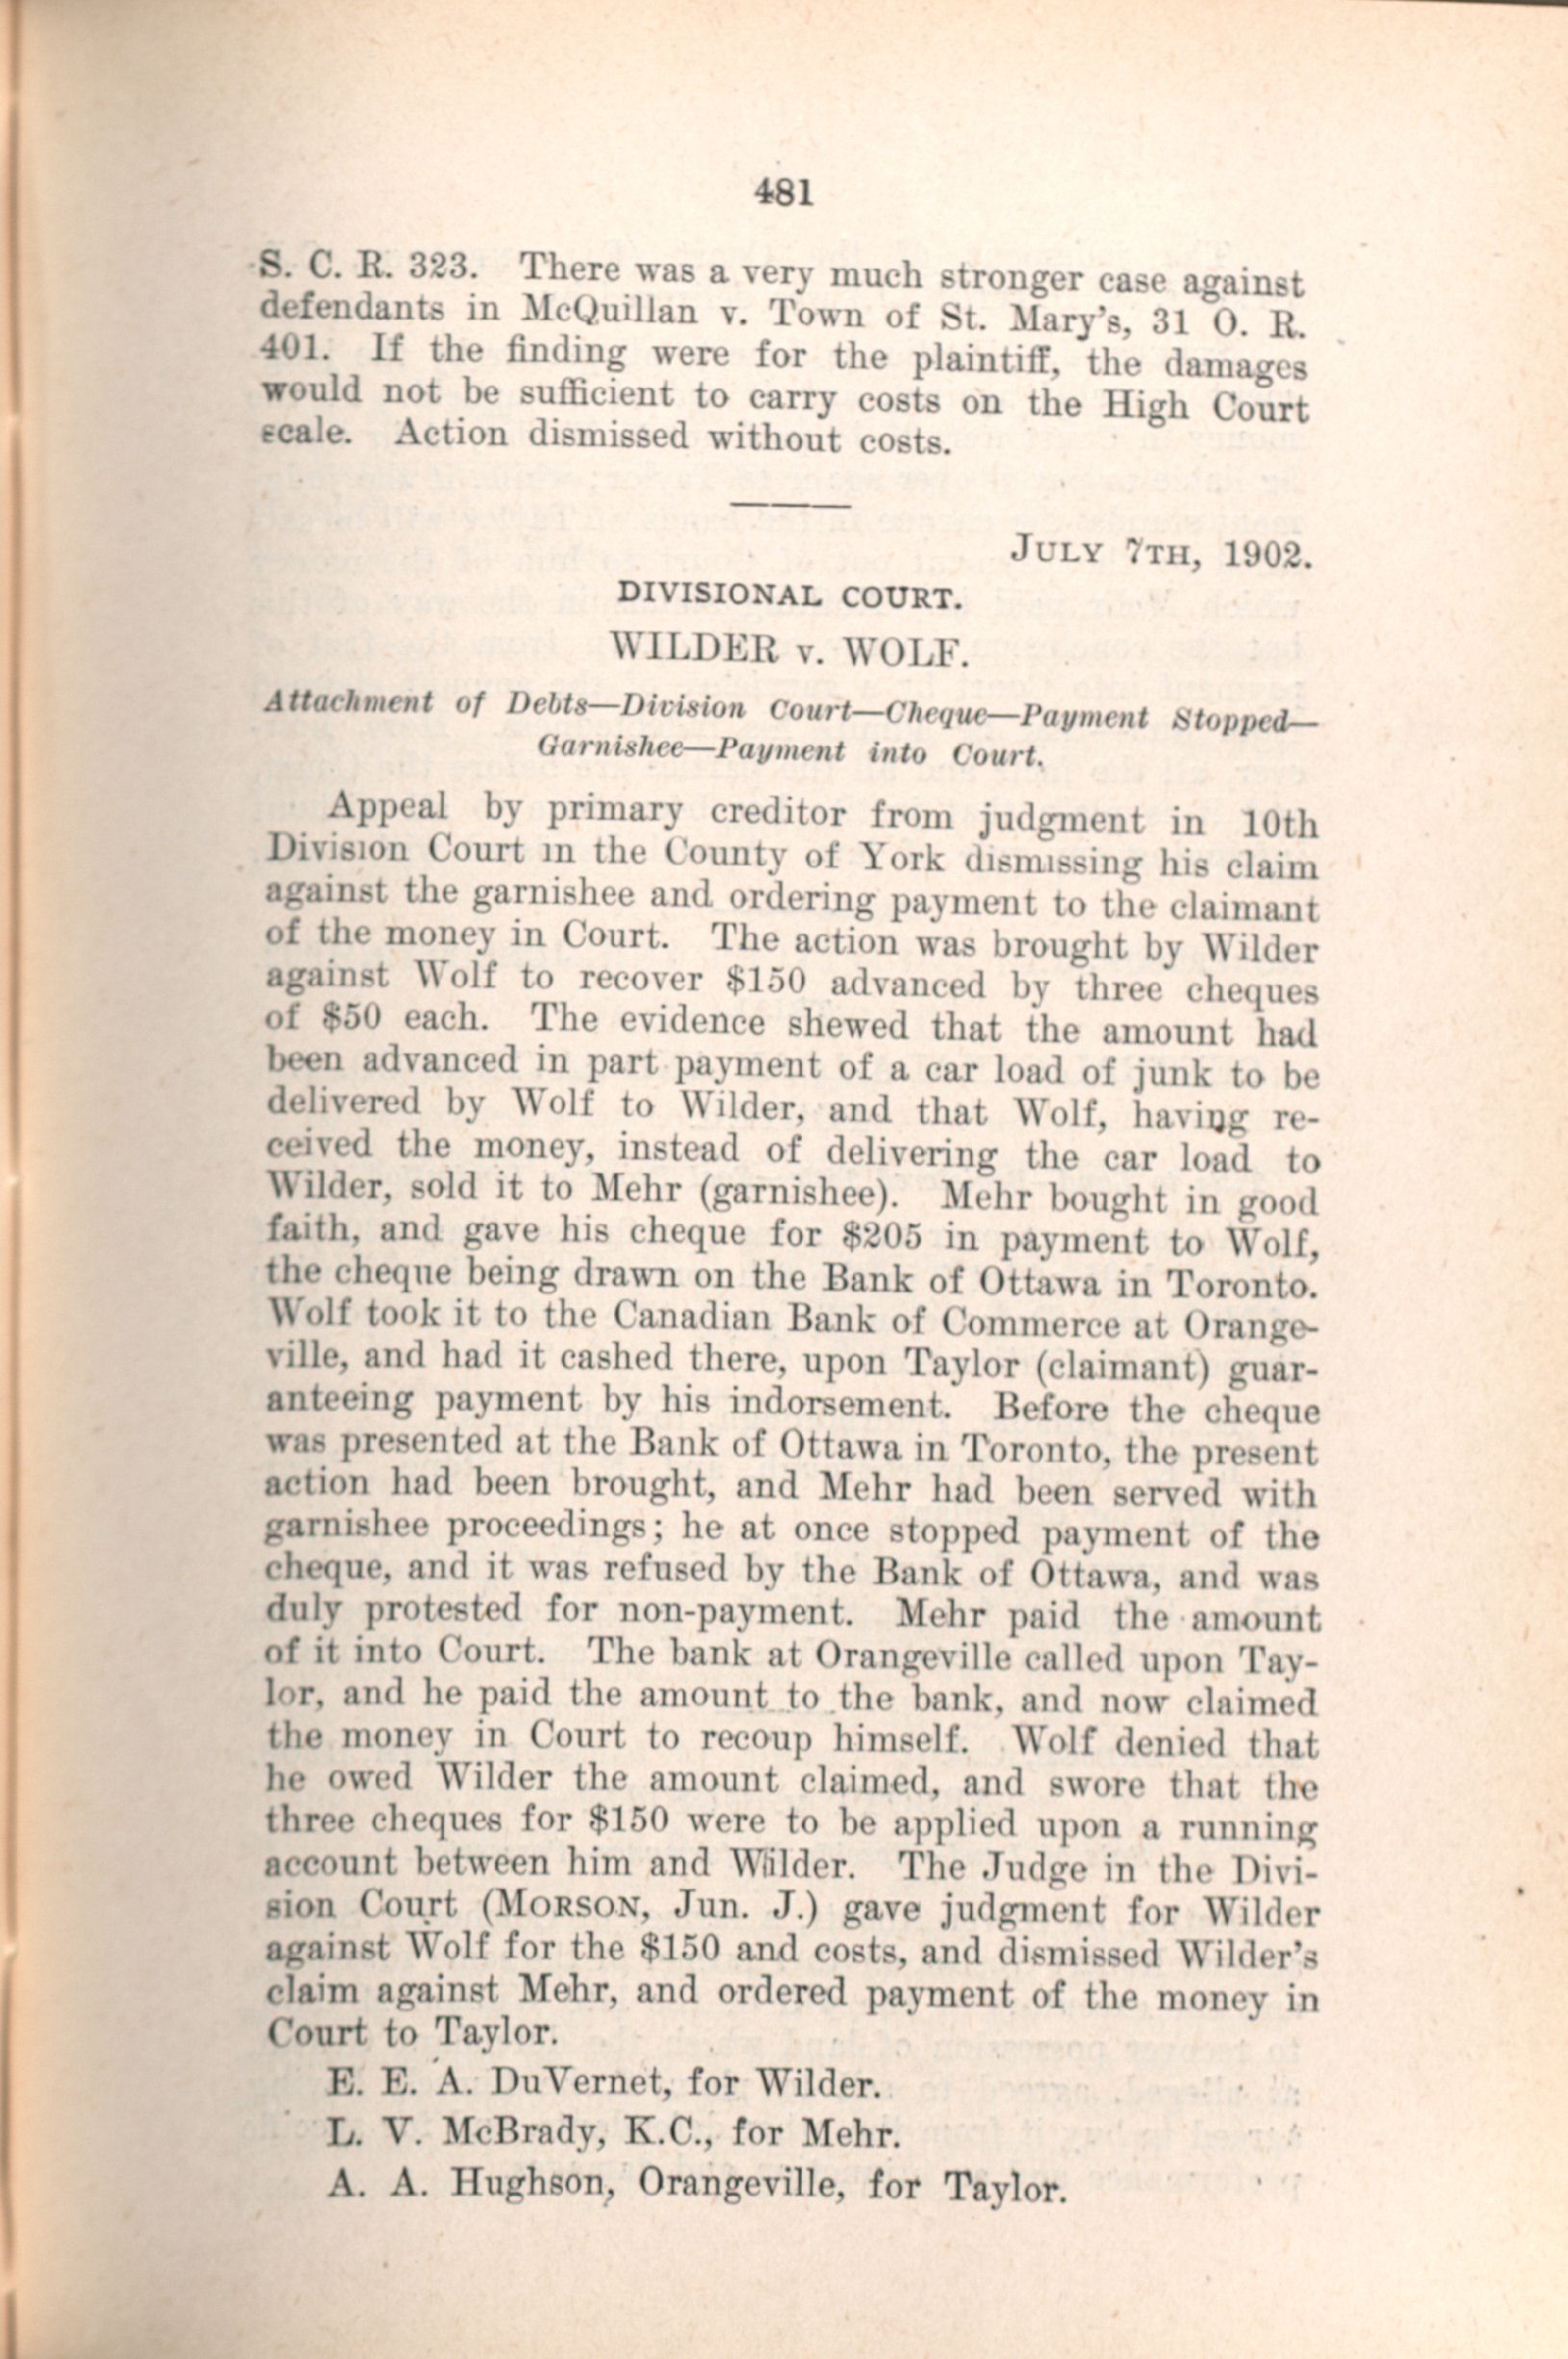 481
S. C. R. 323. There was a very much stronger case against
defendants in McQuillan v. Town of St. Mary's, 31 O. R.
401. If the finding were for the plaintiff, the damages
would not be sufficient to carry costs on the High Court
scale. Action dismissed without costs.
JULY 7TH, 1902.
DIVISIONAL COURT.
WILDER v. WOLF.
Attachment of Debts—Division Court—Cheque—Payment Stopped—
Garnishee—Payment into Court.
Appeal by primary creditor from judgment in 10th
Division Court in the County of York dismissing his claim
against the garnishee and ordering payment to the claimant
of the money in Court. The action was brought by Wilder
against Wolf to recover $150 advanced by three cheques
of $50 each. The evidence shewed that the amount had
been advanced in part payment of a car load of junk to be
delivered by Wolf to Wilder, and that Wolf, having re-
ceived the money, instead of delivering the car load to
Wilder, sold it to Mehr (garnishee). Mehr bought in good
faith, and gave his cheque for $205 in payment to Wolf,
the cheque being drawn on the Bank of Ottawa in Toronto.
Wolf took it to the Canadian Bank of Commerce at Orange-
ville, and had it cashed there, upon Taylor (claimant) guar-
anteeing payment by his indorsement. Before the cheque
was presented at the Bank of Ottawa in Toronto, the present
action had been brought, and Mehr had been served with
garnishee proceedings; he at once stopped payment of the
cheque, and it was refused by the Bank of Ottawa, and was
duly protested for non-payment. Mehr paid the amount
of it into Court. The bank at Orangeville called upon Tay-
lor, and he paid the amount to the bank, and now claimed
the money in Court to recoup himself. Wolf denied that
he owed Wilder the amount claimed, and swore that the
three cheques for $150 were to be applied upon a running
account between him and Wilder. The Judge in the Divi-
sion Court (MORSON, Jun. J.) gave judgment for Wilder
against Wolf for the $150 and costs, and dismissed Wilder's
claim against Mehr, and ordered payment of the money in
Court to Taylor.
E. E. A. DuVernet, for Wilder.
L. V. McBrady, K.C., for Mehr.
A. A. Hughson, Orangeville, for Taylor.